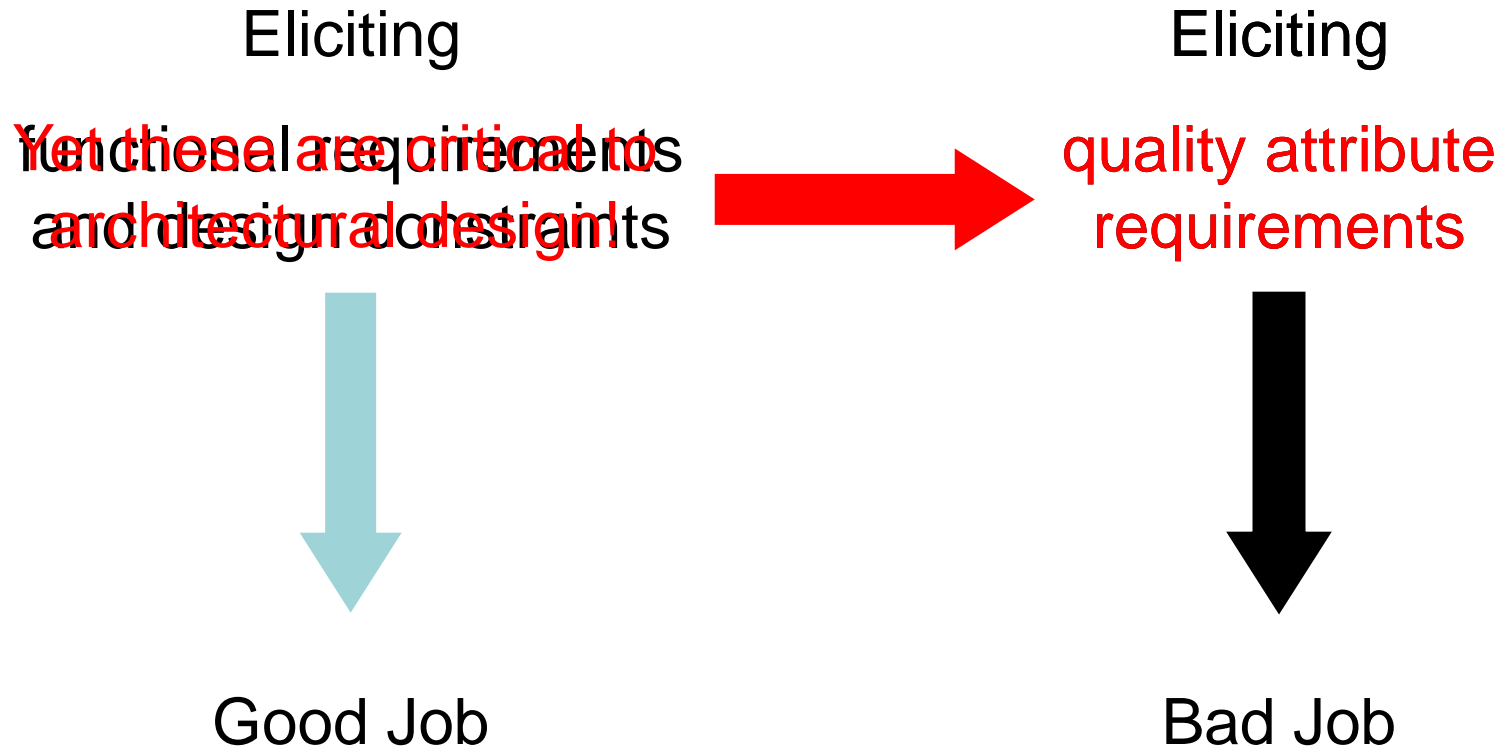 Eliciting
functional requirements
and design constraints
Yet these are critical to
architectural design!
Good Job
Eliciting
quality attribute
requirements
Bad Job